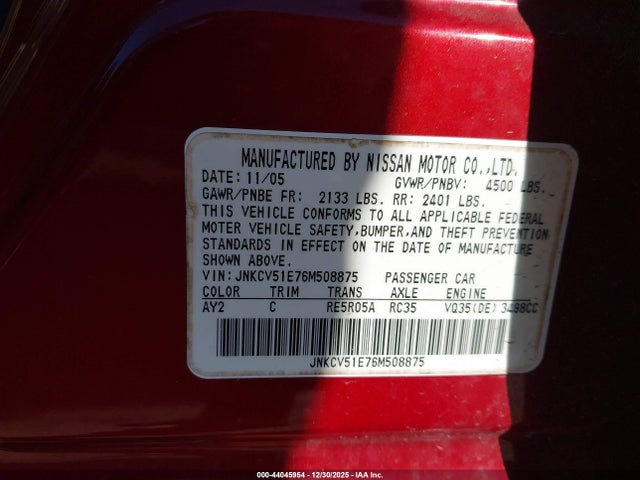 MANUFACTURED BY NISSAN MOTOR CO.,LTD.
DATE: 11/05 GVWR/PNBV: 4500 LBS.
GAWR/PNBE FR: 2133 LBS. RR: 2401 LBS.
THIS VEHICLE CONFORMS TO ALL APPLICABLE FEDERAL
MOTOR VEHICLE SAFETY,BUMPER,AND THEFT PREVENTION
STANDARDS IN EFFECT ON THE DATE OF MANUFACTURE
SHOWN ABOVE.
VIN: JNKCV51E76M508875 PASSENGER CAR
COLOR TRIM TRANS AXLE ENGINE
AY2 C RE5R05A RC35 VQ35(DE) 3498CC
JNKCV51E76M508875
000-44045954 - 12/30/2025 - IAA Inc.